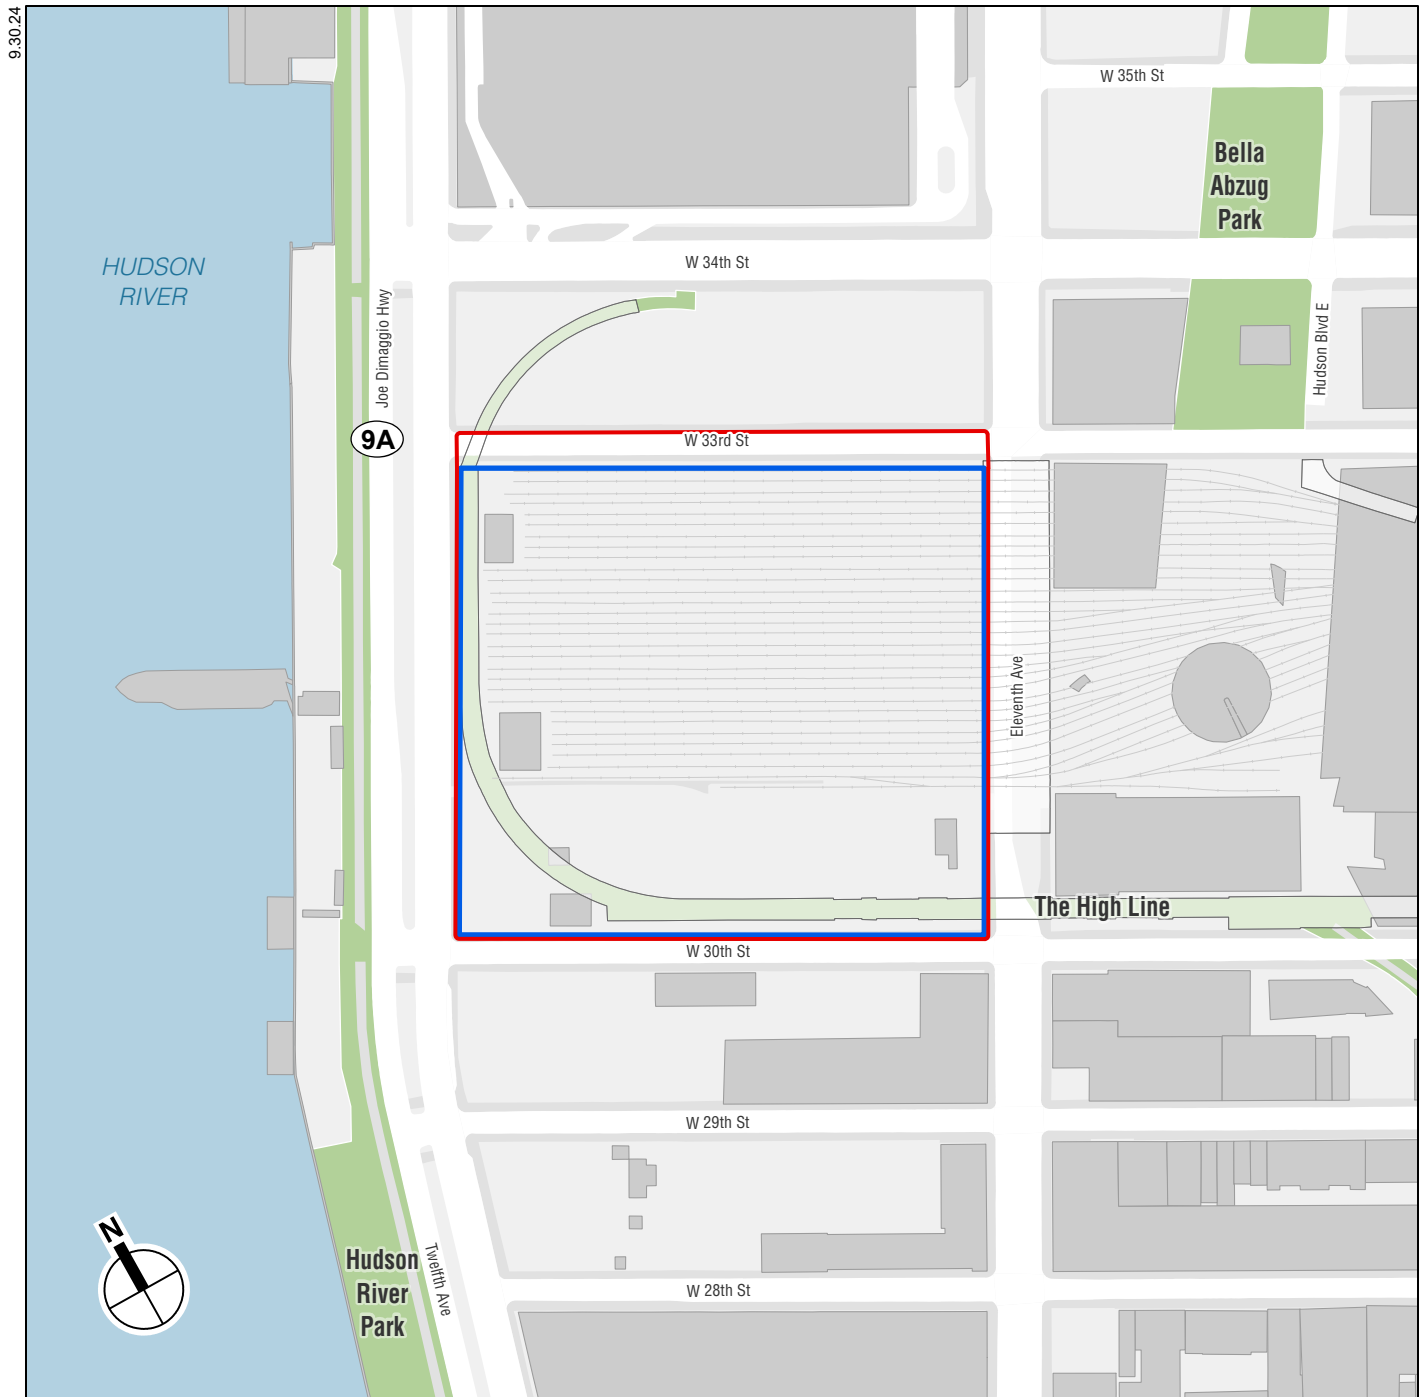 9.30.24
W 35th St
Bella
Abzug
Park
HUDSON
RIVER
W 34th St
Joe Dimaggio Hwy
Hudson Blvd E
9A
W 33rd St
Eleventh Ave
The High Line
W 30th St
W 29th St
N
Hudson
River
Park
Twelfth Ave
W 28th St